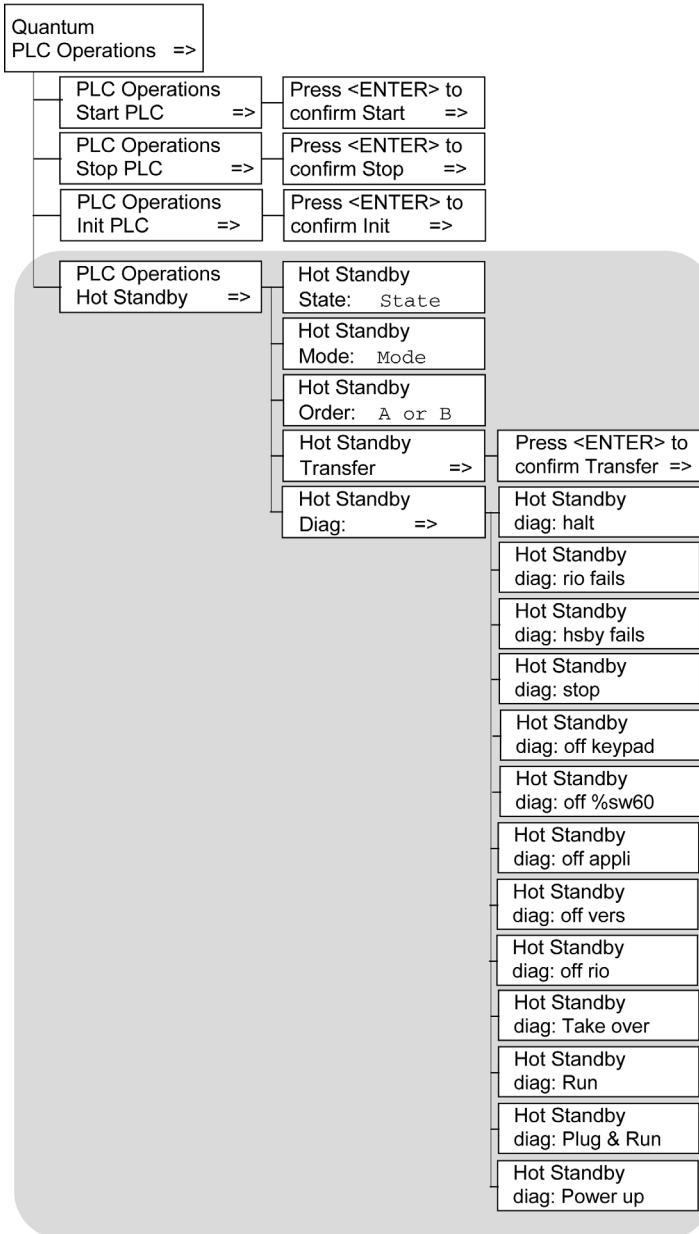 Quantum
PLC Operations =>
PLC Operations
Start PLC =>
Press <ENTER> to
confirm Start =>
PLC Operations
Stop PLC =>
Press <ENTER> to
confirm Stop =>
PLC Operations
Init PLC =>
Press <ENTER> to
confirm Init =>
PLC Operations
Hot Standby =>
Hot Standby
State: State
Hot Standby
Mode: Mode
Hot Standby
Order: A or B
Hot Standby
Transfer =>
Press <ENTER> to
confirm Transfer =>
Hot Standby
Diag: =>
Hot Standby
diag: halt
Hot Standby
diag: rio fails
Hot Standby
diag: hsby fails
Hot Standby
diag: stop
Hot Standby
diag: off keypad
Hot Standby
diag: off %sw60
Hot Standby
diag: off appli
Hot Standby
diag: off vers
Hot Standby
diag: off rio
Hot Standby
diag: Take over
Hot Standby
diag: Run
Hot Standby
diag: Plug & Run
Hot Standby
diag: Power up